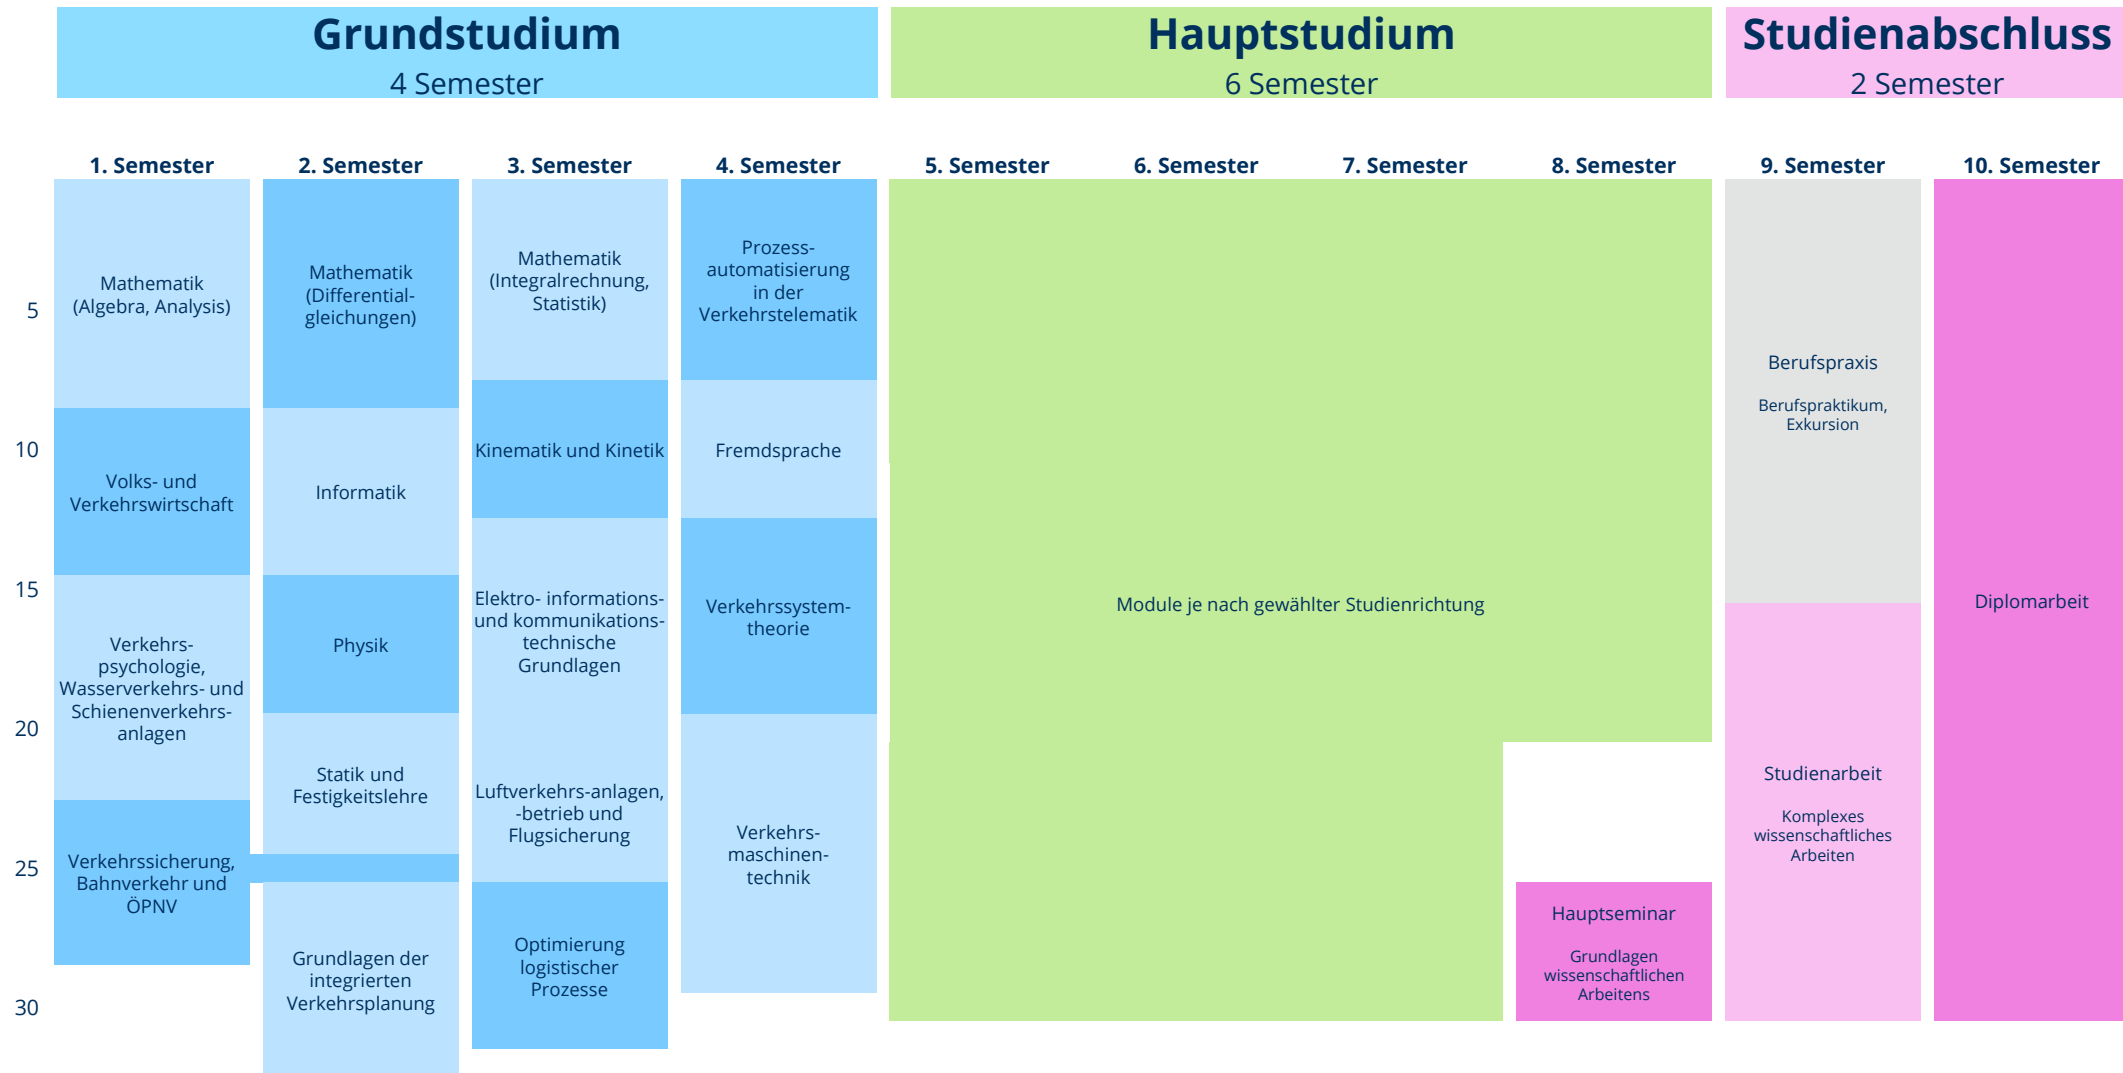 Grundstudium
4 Semester
Hauptstudium
6 Semester
Studienabschluss
2 Semester
1. Semester
2. Semester
3. Semester
4. Semester
5. Semester
6. Semester
7. Semester
8. Semester
9. Semester
10. Semester
5
10
15
20
25
30
Mathematik
(Algebra, Analysis)
Volks- und
Verkehrswirtschaft
Verkehrs-
psychologie,
Wasserverkehrs- und
Schienenverkehrs-
anlagen
Verkehrssicherung,
Bahnverkehr und
ÖPNV
Mathematik
(Differential-
gleichungen)
Informatik
Physik
Statik und
Festigkeitslehre
Grundlagen der
integrierten
Verkehrsplanung
Mathematik
(Integralrechnung,
Statistik)
Kinematik und Kinetik
Elektro- informations-
und kommunikations-
technische
Grundlagen
Luftverkehrs-anlagen,
-betrieb und
Flugsicherung
Optimierung
logistischer
Prozesse
Prozess-
automatisierung
in der
Verkehrstelematik
Fremdsprache
Verkehrssystem-
theorie
Verkehrs-
maschinen-
technik
Module je nach gewählter Studienrichtung
Hauptseminar
Grundlagen
wissenschaftlichen
Arbeitens
Berufspraxis
Berufspraktikum,
Exkursion
Studienarbeit
Komplexes
wissenschaftliches
Arbeiten
Diplomarbeit